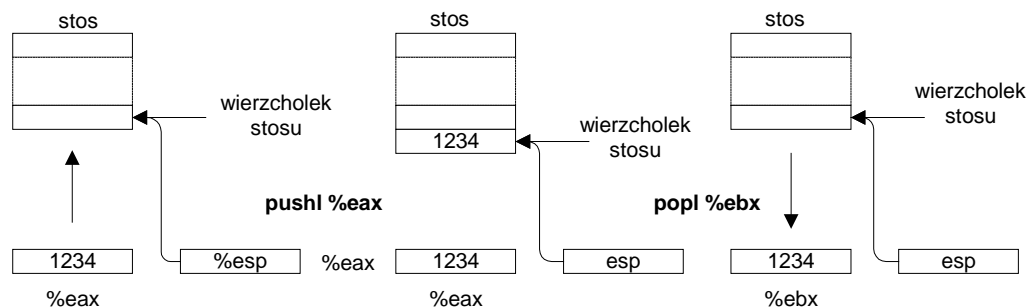 stos
stos
stos
wierzcholek
stosu
wierzcholek
stosu
wierzcholek
stosu
1234
pushl %eax
popl %ebx
1234
%esp
%eax
1234
esp
1234
esp
%eax
%eax
%ebx